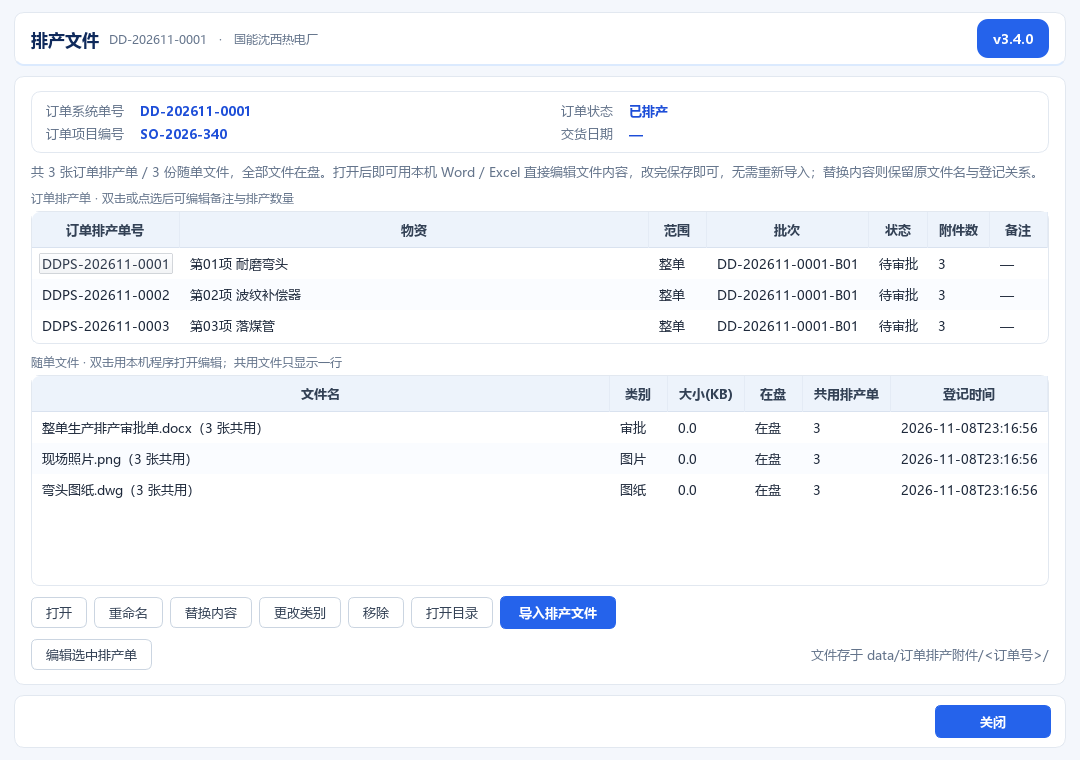 排产文件 DD-202611-0001 · 国能沈西热电厂 v3.4.0
订单系统单号 DD-202611-0001 订单状态 已排产
订单项目编号 SO-2026-340 交货日期 —
共 3 张订单排产单 / 3 份随单文件，全部文件在盘。打开后即可用本机 Word / Excel 直接编辑文件内容，改完保存即可，无需重新导入；替换内容则保留原文件名与登记关系。
订单排产单 · 双击或点选后可编辑备注与排产数量
订单排产单号 物资 范围 批次 状态 附件数 备注
DDPS-202611-0001 第01项 耐磨弯头 整单 DD-202611-0001-B01 待审批 3 —
DDPS-202611-0002 第02项 波纹补偿器 整单 DD-202611-0001-B01 待审批 3 —
DDPS-202611-0003 第03项 落煤管 整单 DD-202611-0001-B01 待审批 3 —
随单文件 · 双击用本机程序打开编辑；共用文件只显示一行
文件名 类别 大小(KB) 在盘 共用排产单 登记时间
整单生产排产审批单.docx（3 张共用） 审批 0.0 在盘 3 2026-11-08T23:16:56
现场照片.png（3 张共用） 图片 0.0 在盘 3 2026-11-08T23:16:56
弯头图纸.dwg（3 张共用） 图纸 0.0 在盘 3 2026-11-08T23:16:56
打开 重命名 替换内容 更改类别 移除 打开目录 导入排产文件
编辑选中排产单 文件存于 data/订单排产附件/<订单号>/
关闭